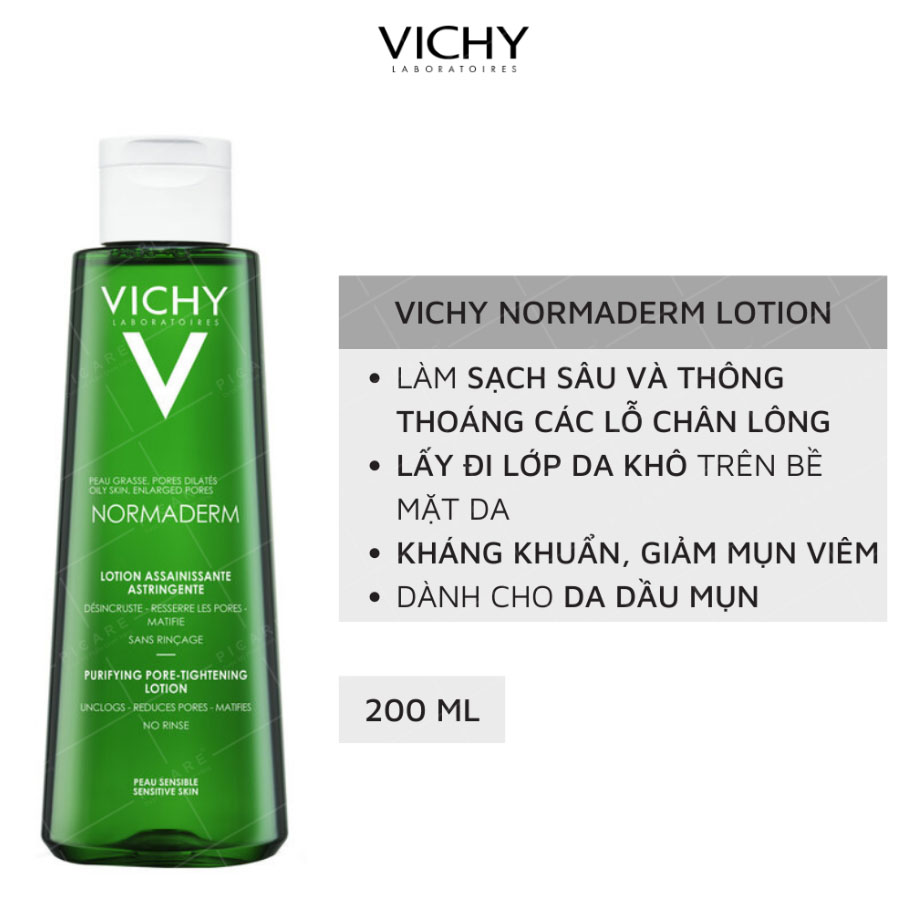 VICHY
LABORATOIRES
VICHY
LABORATOIRES
V
PEAU GRASSE, PORES DILATÉS
OILY SKIN, ENLARGED PORES
NORMADERM
LOTION ASSAINISSANTE
ASTRINGENTE
DÉSINCRUSTE - RESSERRE LES PORES -
MATIFIE
SANS RINÇAGE
PURIFYING PORE-TIGHTENING
LOTION
UNCLOGS - REDUCES PORES - MATIFIES
NO RINSE
PEAU SENSIBLE
SENSITIVE SKIN
PICARE
PICARE
PICARE
VICHY NORMADERM LOTION
• LÀM SẠCH SÂU VÀ THÔNG
THOÁNG CÁC LỖ CHÂN LÔNG
• LẤY ĐI LỚP DA KHÔ TRÊN BỀ
MẶT DA
• KHÁNG KHUẨN, GIẢM MỤN VIÊM
• DÀNH CHO DA DẦU MỤN
200 ML